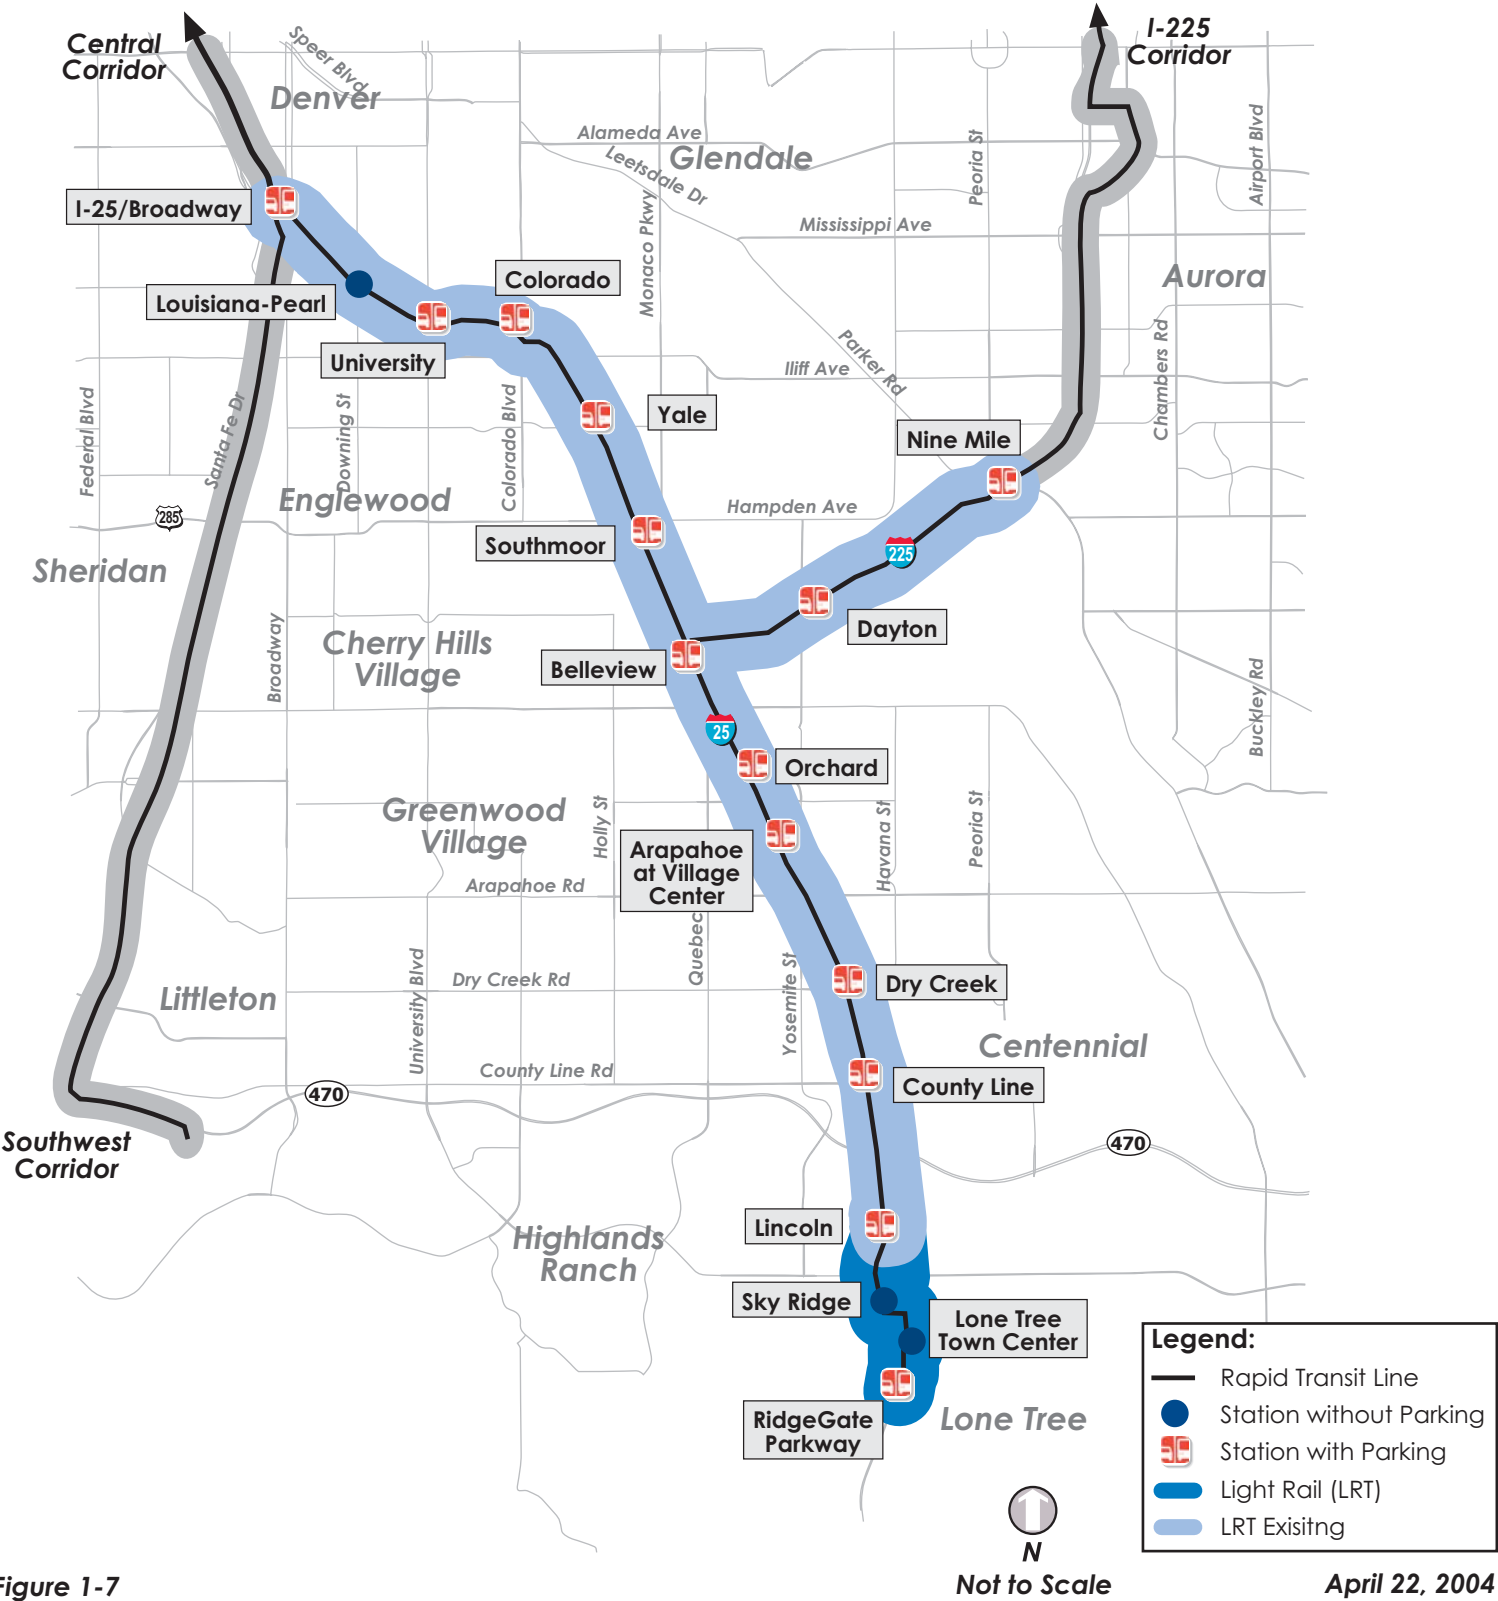 Central
Corridor
Speer Blvd
Denver
I-225
Corridor
Alameda Ave
Glendale
Leetsdale Dr
Peoria St
Airport Blvd
I-25/Broadway
Monaco Pkwy
Mississippi Ave
Aurora
Louisiana-Pearl
Colorado
University
Parker Rd
Iliff Ave
Chambers Rd
Federal Blvd
Santa Fe Dr
Downing St
Colorado Blvd
Yale
Nine Mile
Englewood
285
Hampden Ave
Southmoor
225
Sheridan
Dayton
Broadway
Cherry Hills
Village
Belleview
Buckley Rd
25
Orchard
Greenwood
Village
Holly St
Arapahoe
at Village
Center
Havana St
Peoria St
Arapahoe Rd
Quebec
University Blvd
Dry Creek Rd
Yosemite St
Dry Creek
Littleton
Centennial
County Line Rd
County Line
470
Southwest
Corridor
470
Lincoln
Highlands
Ranch
Sky Ridge
Lone Tree
Town Center
RidgeGate
Parkway
Lone Tree
Legend:
Rapid Transit Line
Station without Parking
Station with Parking
Light Rail (LRT)
LRT Exisitng
N
Not to Scale
Figure 1-7
April 22, 2004